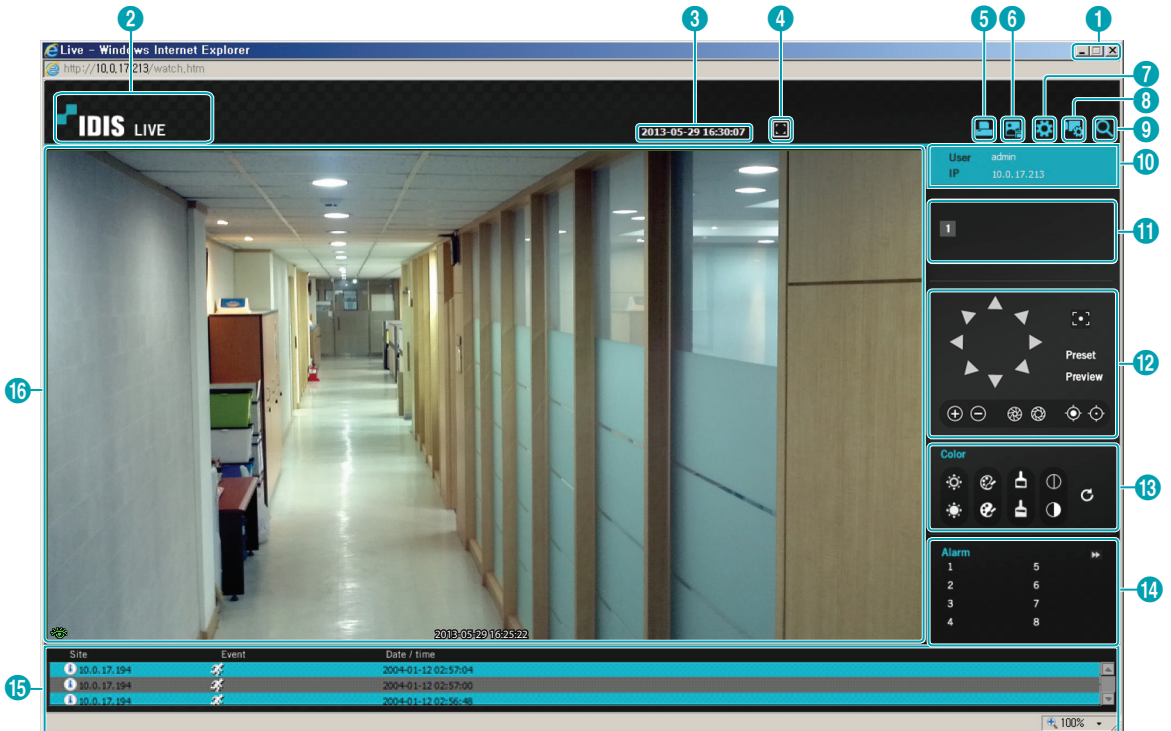 2
3
4
5
6
1
Live - Windows Internet Explorer
http://10.0.17.213/watch.htm
7
8
IDIS LIVE
2013-05-29 16:30:07
9
User admin
IP 10.0.17.213
10
1
11
Preset
Preview
12
16
Color
13
Alarm
1 5
2 6
3 7
4 8
14
2013-05-29 16:25:22
Site Event Date / time
10.0.17.194 2004-01-12 02:57:04
10.0.17.194 2004-01-12 02:57:00
10.0.17.194 2004-01-12 02:56:48
15
100%